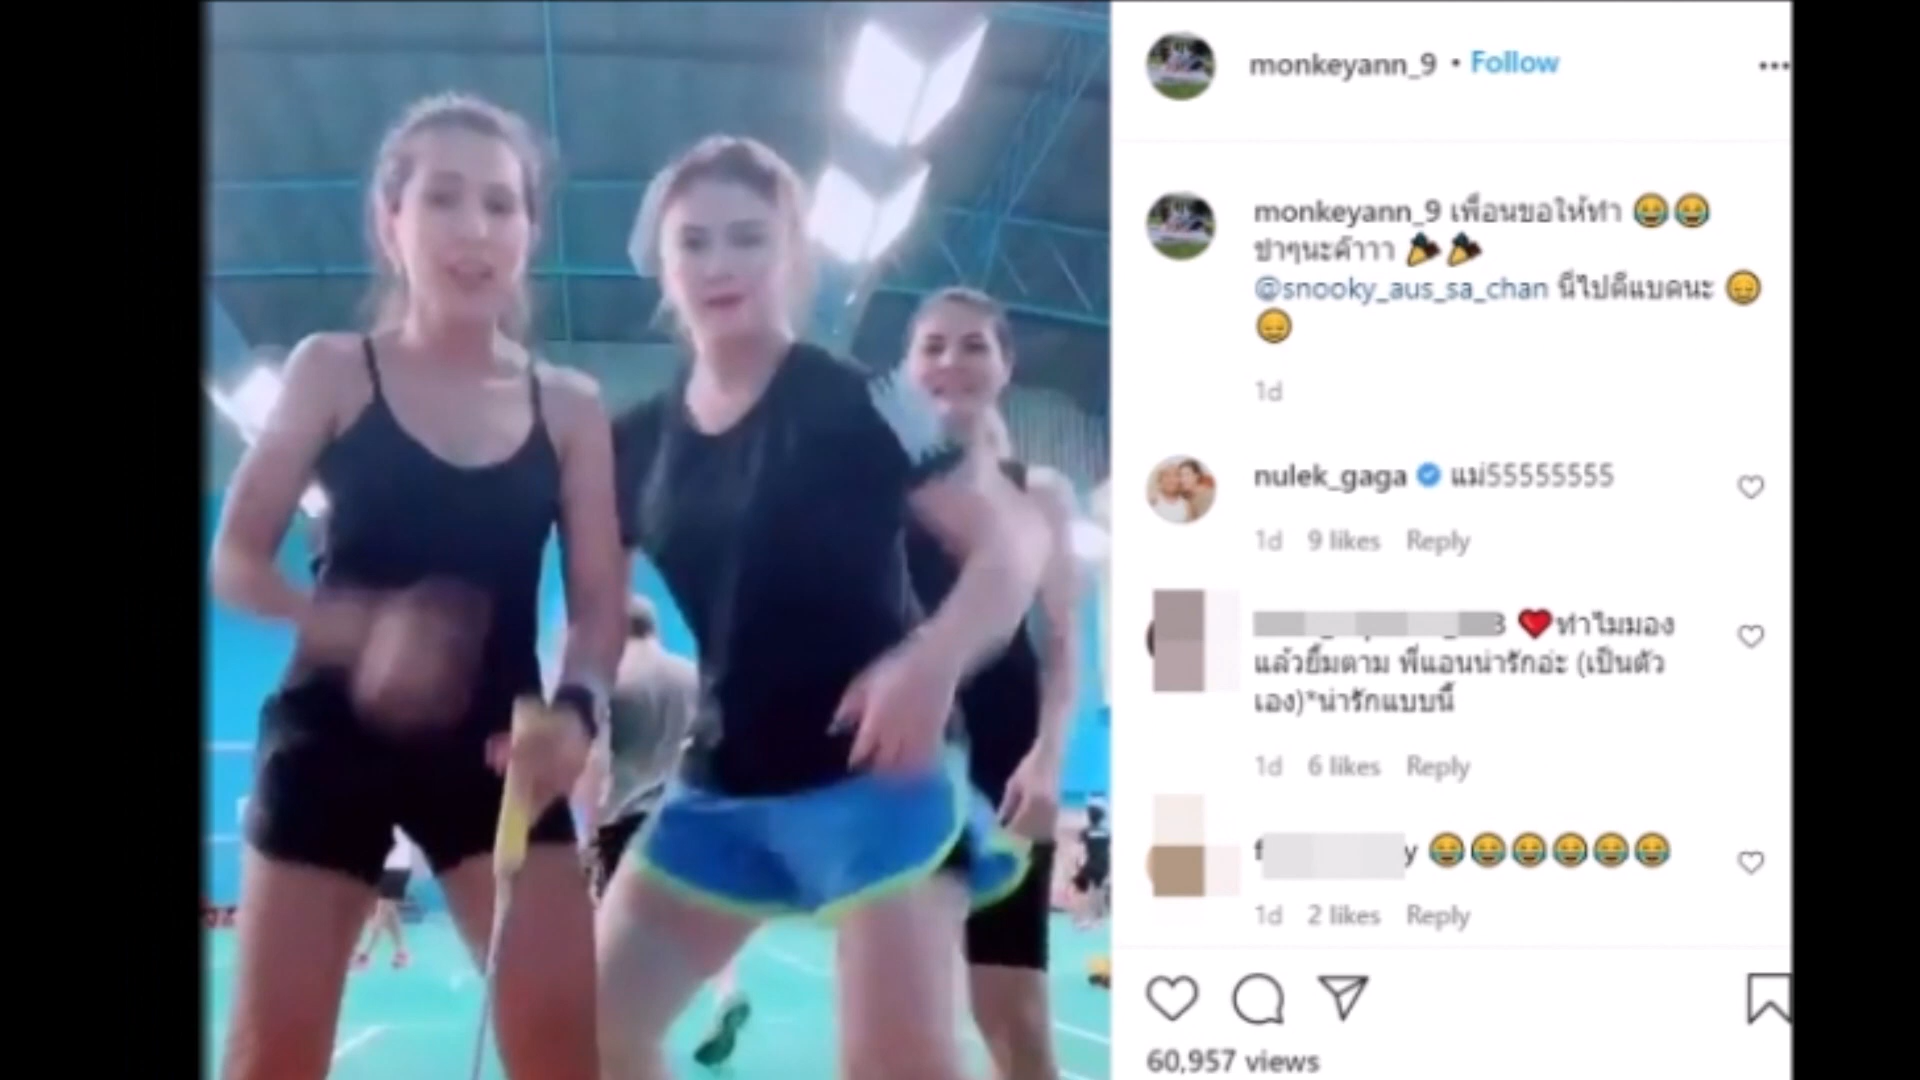 monkeyann_9 • Follow
monkeyann_9 เพื่อนขอให้ทำ 😂😂
ขำๆนะค๊าาา 🎉🎉
@snooky_aus_sa_chan นี่ไปตีแบดนะ 😑
😑
1d
nulek_gaga แม่555555555
1d 9 likes Reply
3 ❤️ทำไมมอง
แล้วยิ้มตาม พี่แอนน่ารักอ่ะ (เป็นตัว
เอง)*น่ารักแบบนี้
1d 6 likes Reply
f y 😂😂😂😂😂😂
1d 2 likes Reply
60,957 views